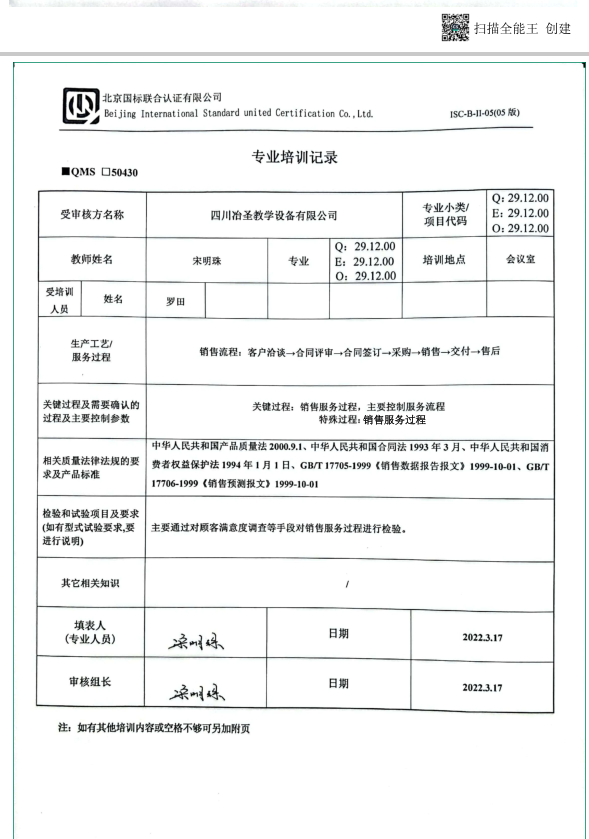 扫描全能王 创建
北京国标联合认证有限公司
Beijing International Standard united Certification Co.,Ltd.
ISC-B-II-05(05 版)
专业培训记录
■QMS □50430
受审核方名称 四川冶圣教学设备有限公司 专业小类/项目代码 Q: 29.12.00
E: 29.12.00
O: 29.12.00
教师姓名 宋明珠 专业 Q: 29.12.00
E: 29.12.00
O: 29.12.00
培训地点 会议室
受培训
人员
姓名 罗田
生产工艺/
服务过程
销售流程：客户洽谈→合同评审→合同签订→采购→销售→交付→售后
关键过程及需要确认的
过程及主要控制参数
关键过程：销售服务过程，主要控制服务流程
特殊过程：销售服务过程
相关质量法律法规的要
求及产品标准
中华人民共和国产品质量法 2000.9.1、中华人民共和国合同法 1993 年 3 月、中华人民共和国消
费者权益保护法 1994 年 1 月 1 日、GB/T 17705-1999《销售数据报告报文》1999-10-01、GB/T
17706-1999《销售预测报文》1999-10-01
检验和试验项目及要求
(如有型式试验要求,要
进行说明)
主要通过对顾客满意度调查等手段对销售服务过程进行检验。
其它相关知识 /
填表人
(专业人员)
宋明珠 日期 2022.3.17
审核组长 宋明珠 日期 2022.3.17
注：如有其他培训内容或空格不够可另加附页